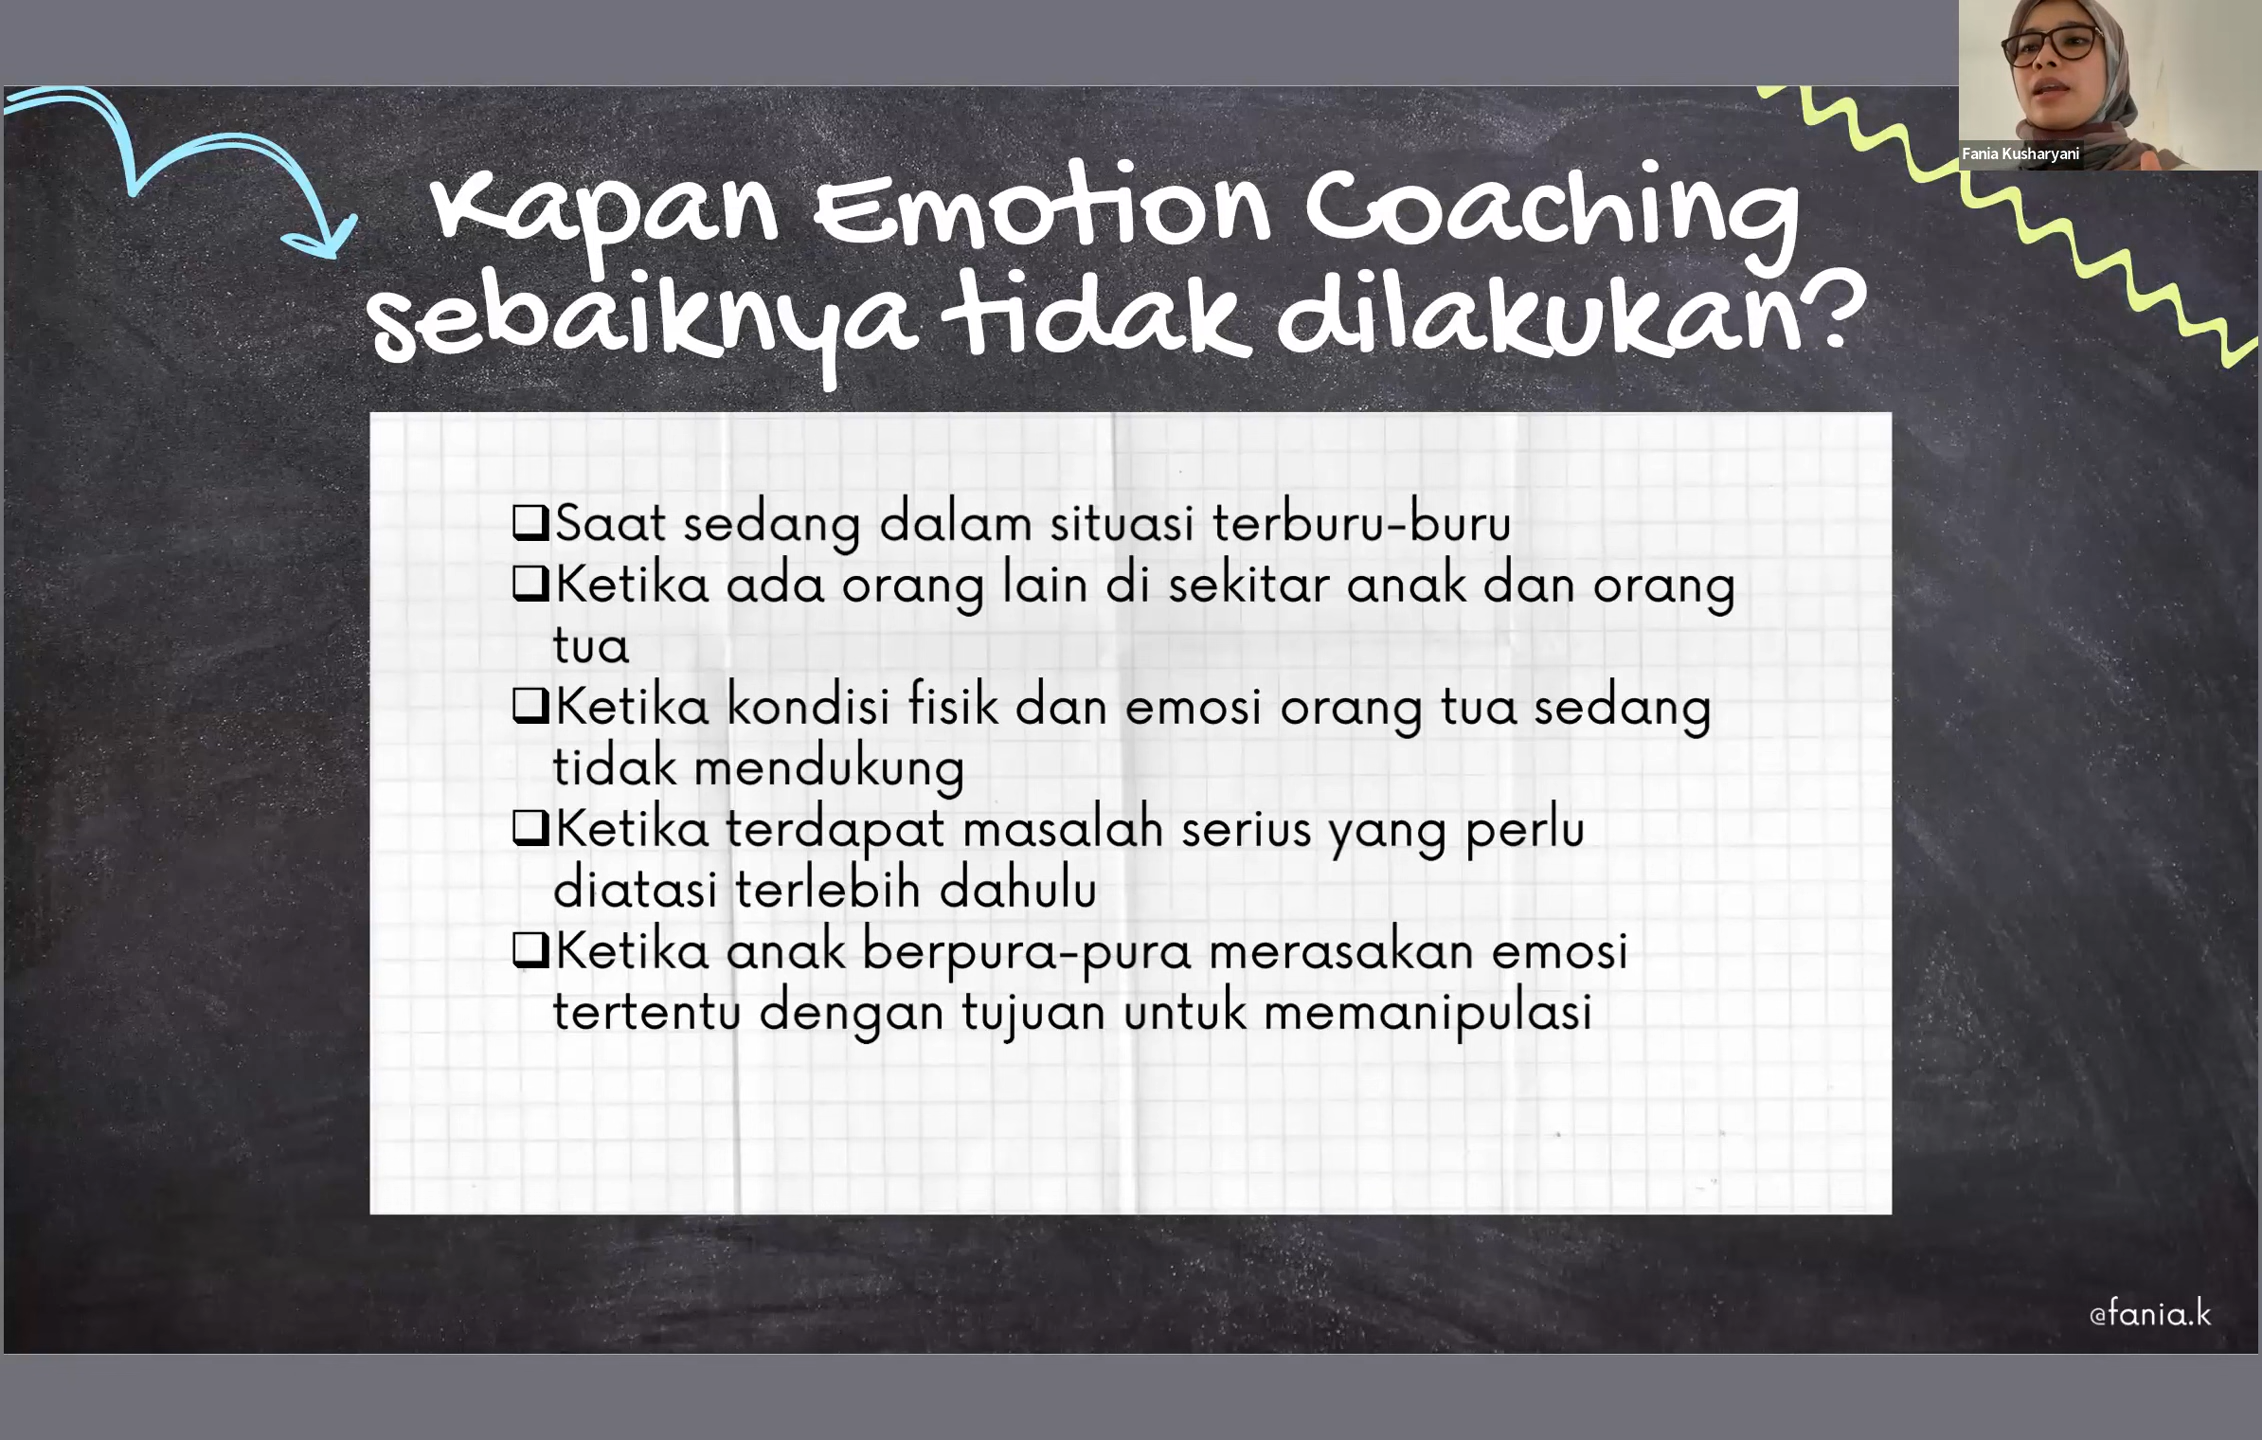 Fania Kusharyani
Kapan Emotion Coaching
sebaiknya tidak dilakukan?
❑Saat sedang dalam situasi terburu-buru
❑Ketika ada orang lain di sekitar anak dan orang
tua
❑Ketika kondisi fisik dan emosi orang tua sedang
tidak mendukung
❑Ketika terdapat masalah serius yang perlu
diatasi terlebih dahulu
❑Ketika anak berpura-pura merasakan emosi
tertentu dengan tujuan untuk memanipulasi
@fania.k